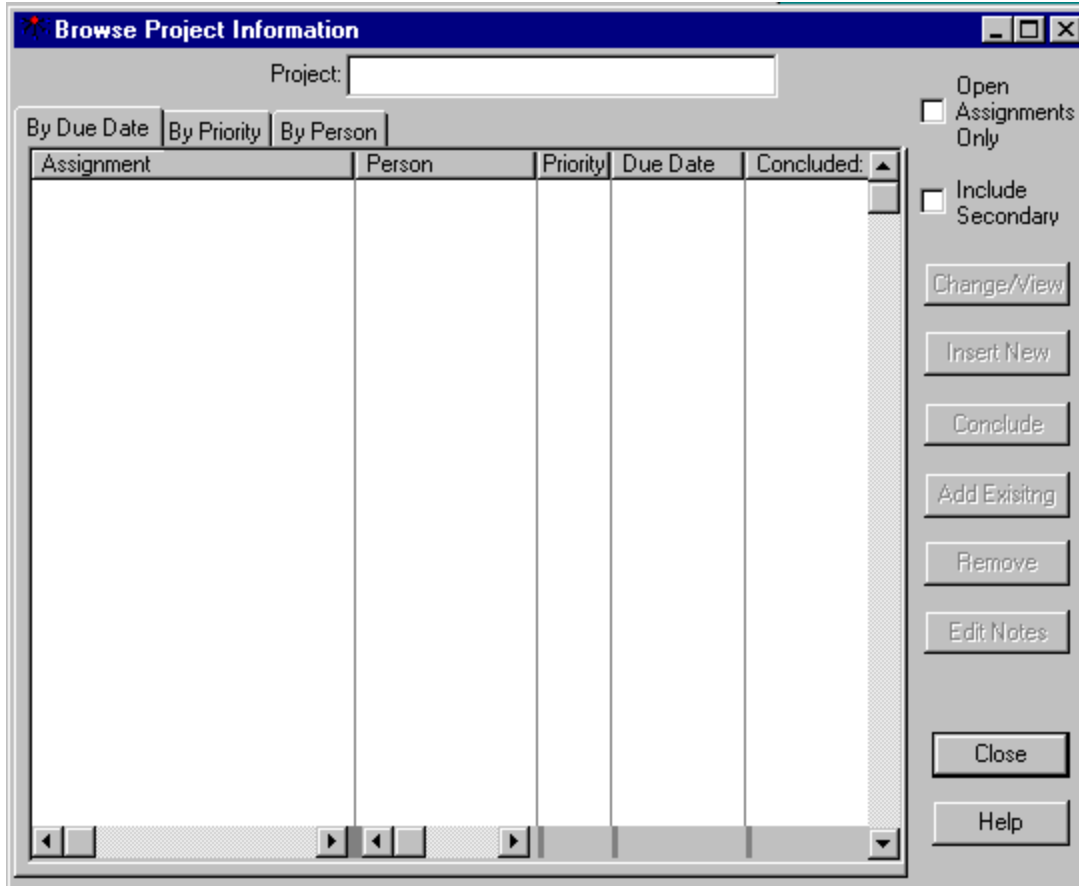 Browse Project Information
Project:
Open
Assignments
Only
By Due Date By Priority By Person
Assignment Person Priority Due Date Concluded:
Include
Secondary
Change/View
Insert New
Conclude
Add Exisitng
Remove
Edit Notes
Close
Help